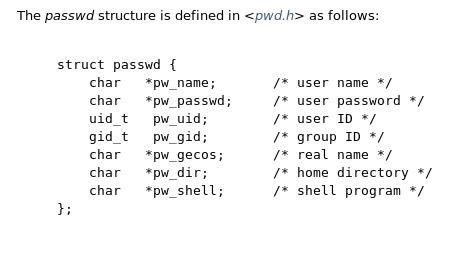 The passwd structure is defined in <pwd.h> as follows:
struct passwd {
    char   *pw_name;       /* user name */
    char   *pw_passwd;     /* user password */
    uid_t   pw_uid;        /* user ID */
    gid_t   pw_gid;        /* group ID */
    char   *pw_gecos;      /* real name */
    char   *pw_dir;        /* home directory */
    char   *pw_shell;      /* shell program */
};